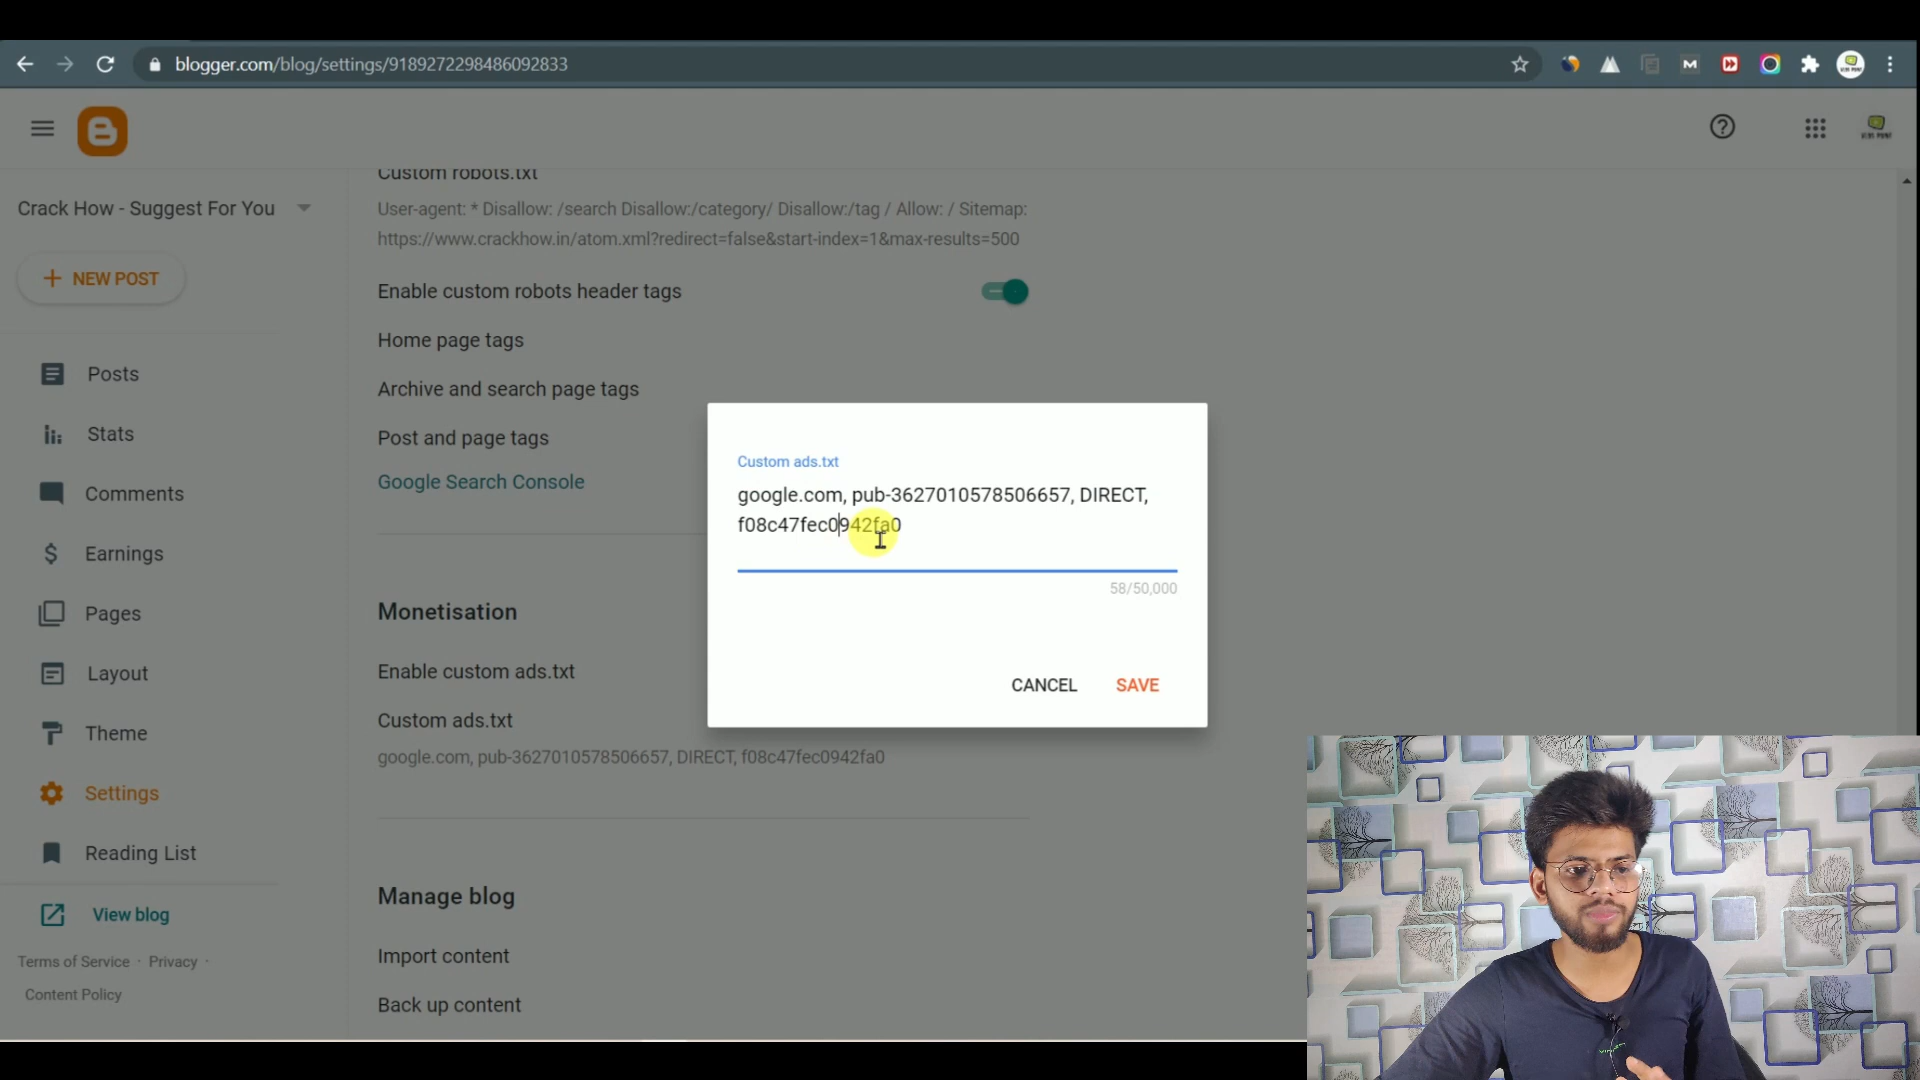 blogger.com/blog/settings/9189272298486092833
Crack How - Suggest For You
NEW POST
Posts
Stats
Comments
Earnings
Pages
Layout
Theme
Settings
Reading List
View blog
Terms of Service · Privacy ·
Content Policy
Custom robots.txt
User-agent: * Disallow: /search Disallow:/category/ Disallow:/tag / Allow: / Sitemap:
https://www.crackhow.in/atom.xml?redirect=false&start-index=1&max-results=500
Enable custom robots header tags
Home page tags
Archive and search page tags
Post and page tags
Google Search Console
Monetisation
Enable custom ads.txt
Custom ads.txt
google.com, pub-3627010578506657, DIRECT, f08c47fec0942fa0
Manage blog
Import content
Back up content
Custom ads.txt
google.com, pub-3627010578506657, DIRECT,
f08c47fec0942fa0
58/50,000
CANCEL
SAVE